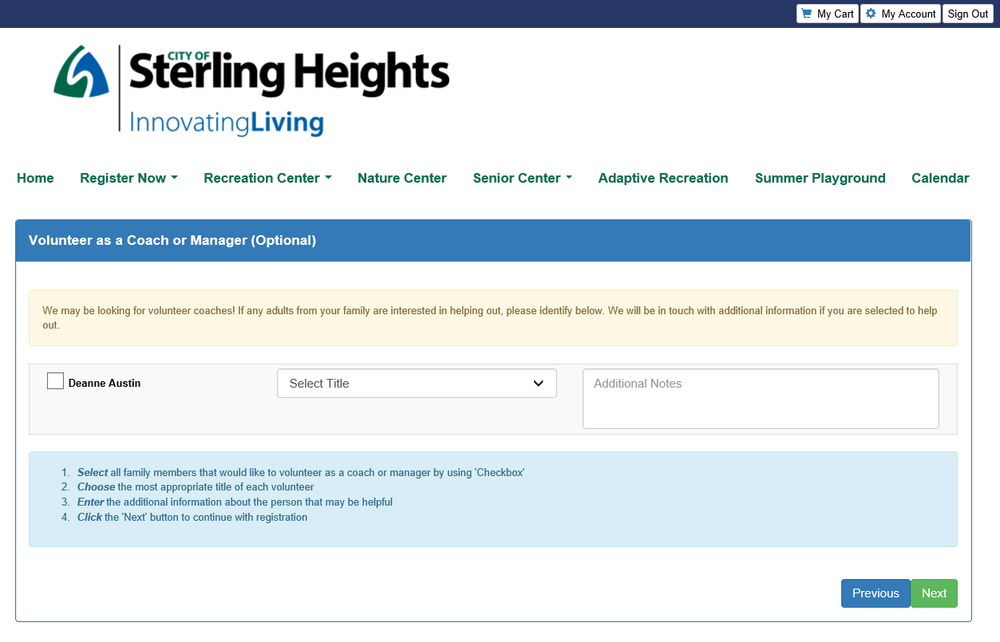 My Cart My Account Sign Out
CITY OF
Sterling Heights
InnovatingLiving
Home Register Now Recreation Center Nature Center Senior Center Adaptive Recreation Summer Playground Calendar
Volunteer as a Coach or Manager (Optional)
We may be looking for volunteer coaches! If any adults from your family are interested in helping out, please identify below. We will be in touch with additional information if you are selected to help
out.
Deanne Austin Select Title Additional Notes
1. Select all family members that would like to volunteer as a coach or manager by using 'Checkbox'
2. Choose the most appropriate title of each volunteer
3. Enter the additional information about the person that may be helpful
4. Click the 'Next' button to continue with registration
Previous Next